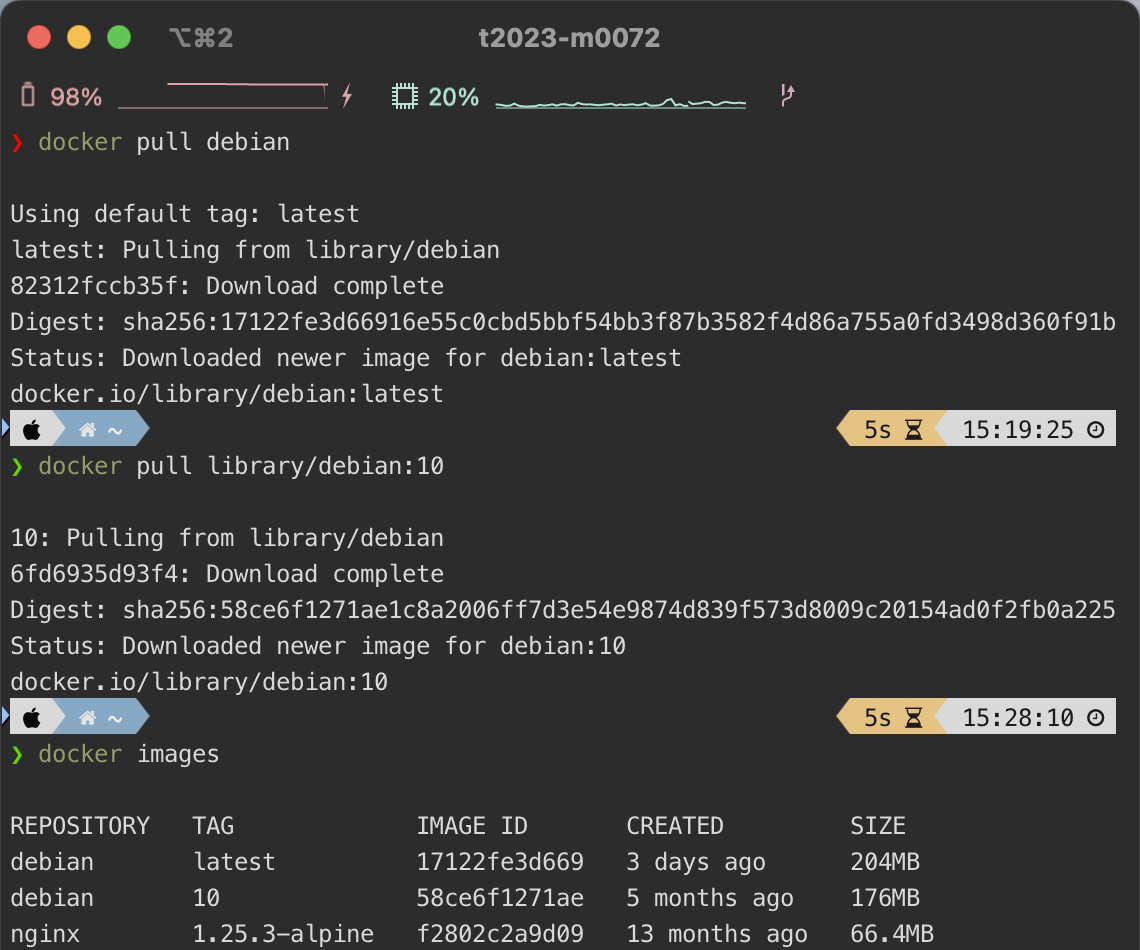 ⌥⌘2 t2023-m0072
98% 20%
❯ docker pull debian
Using default tag: latest
latest: Pulling from library/debian
82312fccb35f: Download complete
Digest: sha256:17122fe3d66916e55c0cbd5bbf54bb3f87b3582f4d86a755a0fd3498d360f91b
Status: Downloaded newer image for debian:latest
docker.io/library/debian:latest
~ 5s 15:19:25
❯ docker pull library/debian:10
10: Pulling from library/debian
6fd6935d93f4: Download complete
Digest: sha256:58ce6f1271ae1c8a2006ff7d3e54e9874d839f573d8009c20154ad0f2fb0a225
Status: Downloaded newer image for debian:10
docker.io/library/debian:10
~ 5s 15:28:10
❯ docker images
REPOSITORY TAG IMAGE ID CREATED SIZE
debian latest 17122fe3d669 3 days ago 204MB
debian 10 58ce6f1271ae 5 months ago 176MB
nginx 1.25.3-alpine f2802c2a9d09 13 months ago 66.4MB